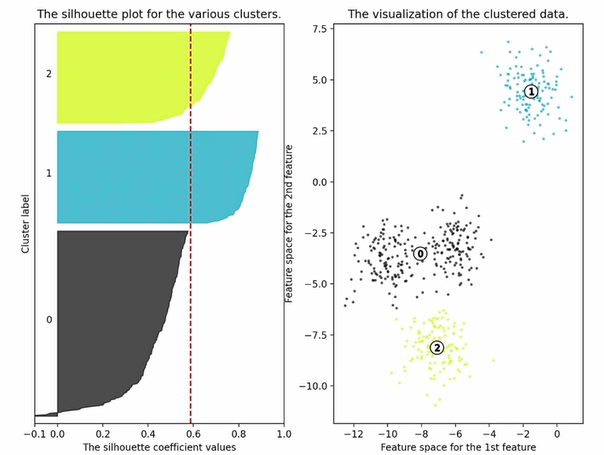 The silhouette plot for the various clusters.
2
1
0
Cluster label
−0.1 0.0 0.2 0.4 0.6 0.8 1.0
The silhouette coefficient values
The visualization of the clustered data.
7.5
5.0
2.5
0.0
−2.5
−5.0
−7.5
−10.0
Feature space for the 2nd feature
1
0
2
−12 −10 −8 −6 −4 −2 0
Feature space for the 1st feature